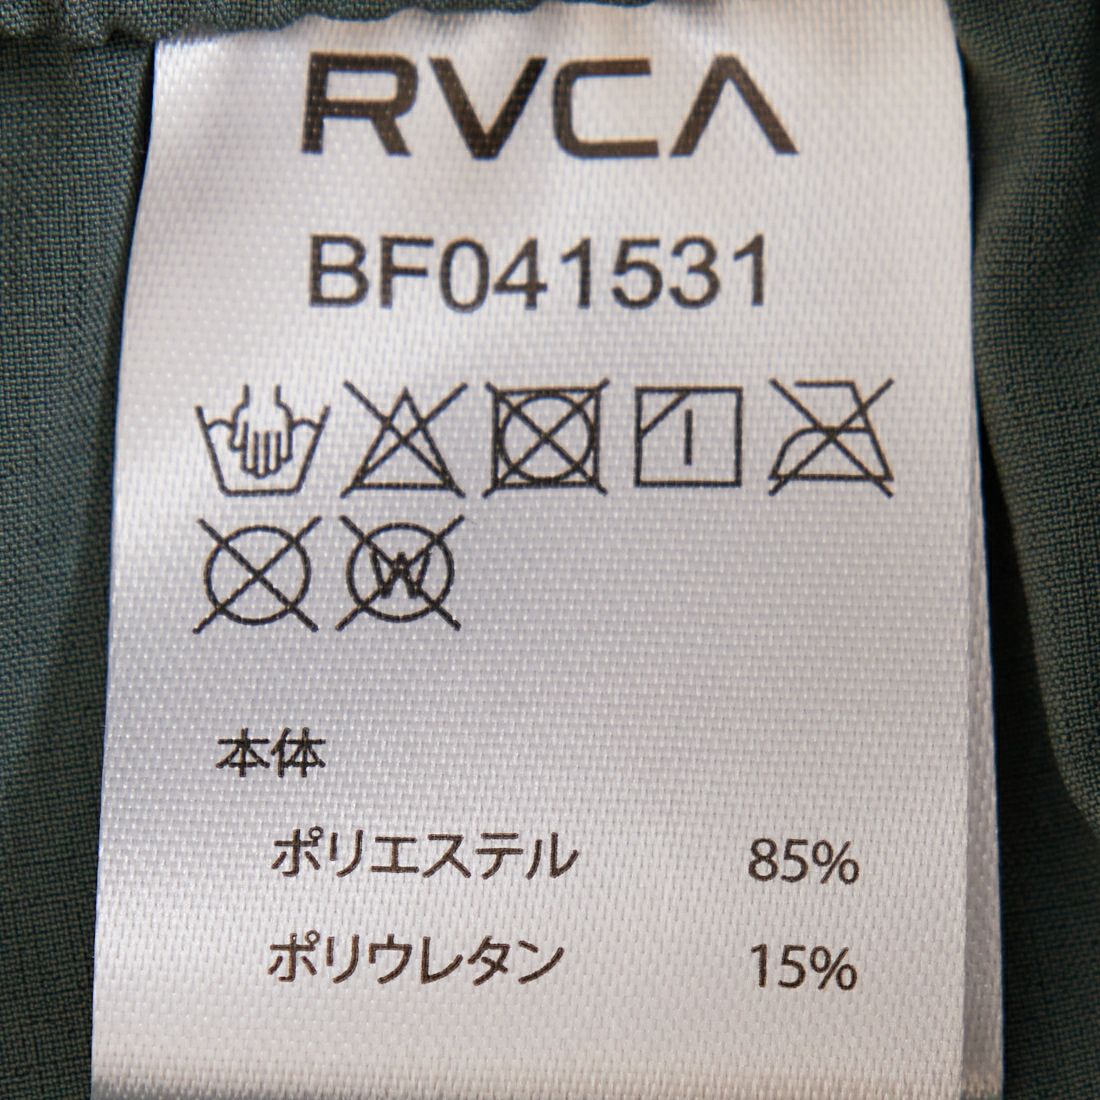 RVCA
BF041531
W
本体
ポリエステル 85%
ポリウレタン 15%